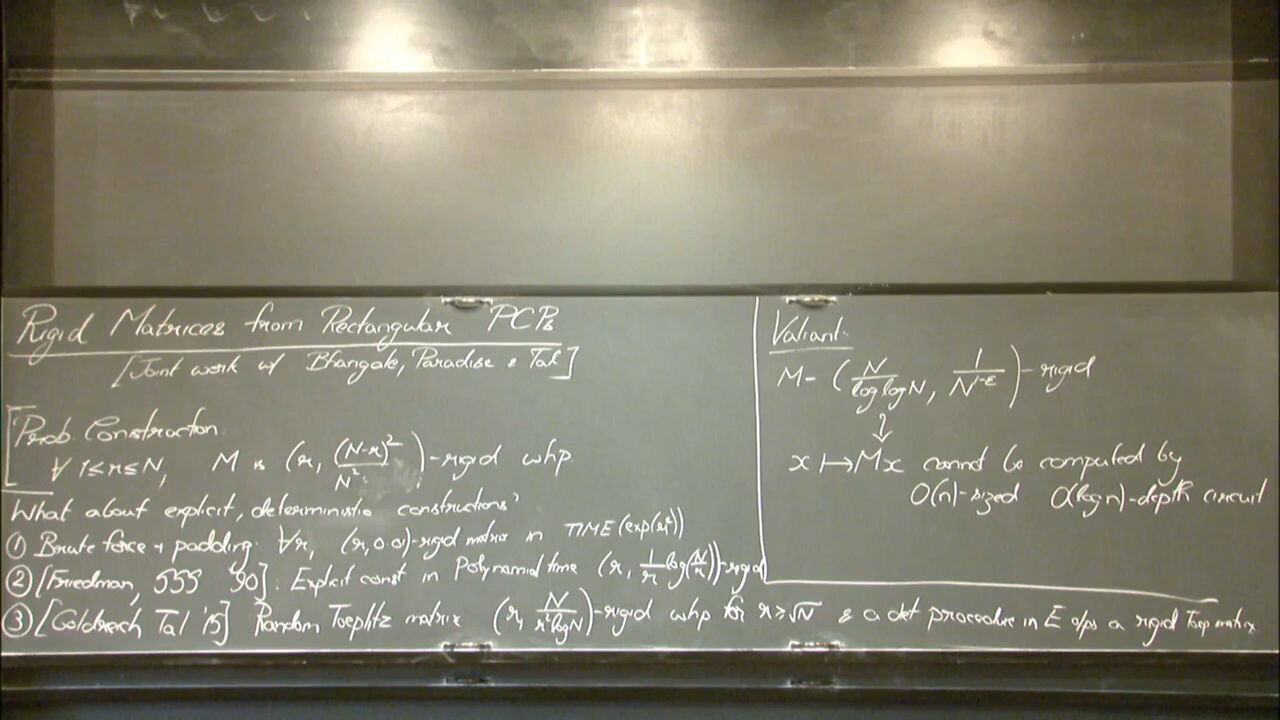 Rigid Matrices from Rectangular PCPs
[Joint work w/ Bhangale, Paradise & Tal]
Prob. Construction.
∀ 1≤r≤N, M is (r, (N-r)²/N²)-rigid whp.
What about explicit, deterministic constructions?
① Brute force + padding: ∀r, (r, 0.01)-rigid matrix in TIME(exp(r²))
② [Friedman, SSS '90]: Explicit const in Polynomial time (r, 1/r log(N/r))-rigid
③ [Goldreich Tal '15] Random Toeplitz matrix (r, N/r² logN)-rigid whp for r≥√N & a det procedure in E o/ps a rigid Toep matrix
Valiant:
M- (N/loglogN, 1/N^(1-ε))-rigid
⇓
x ↦ Mx cannot be computed by
O(n)-sized O(log n)-depth circuit